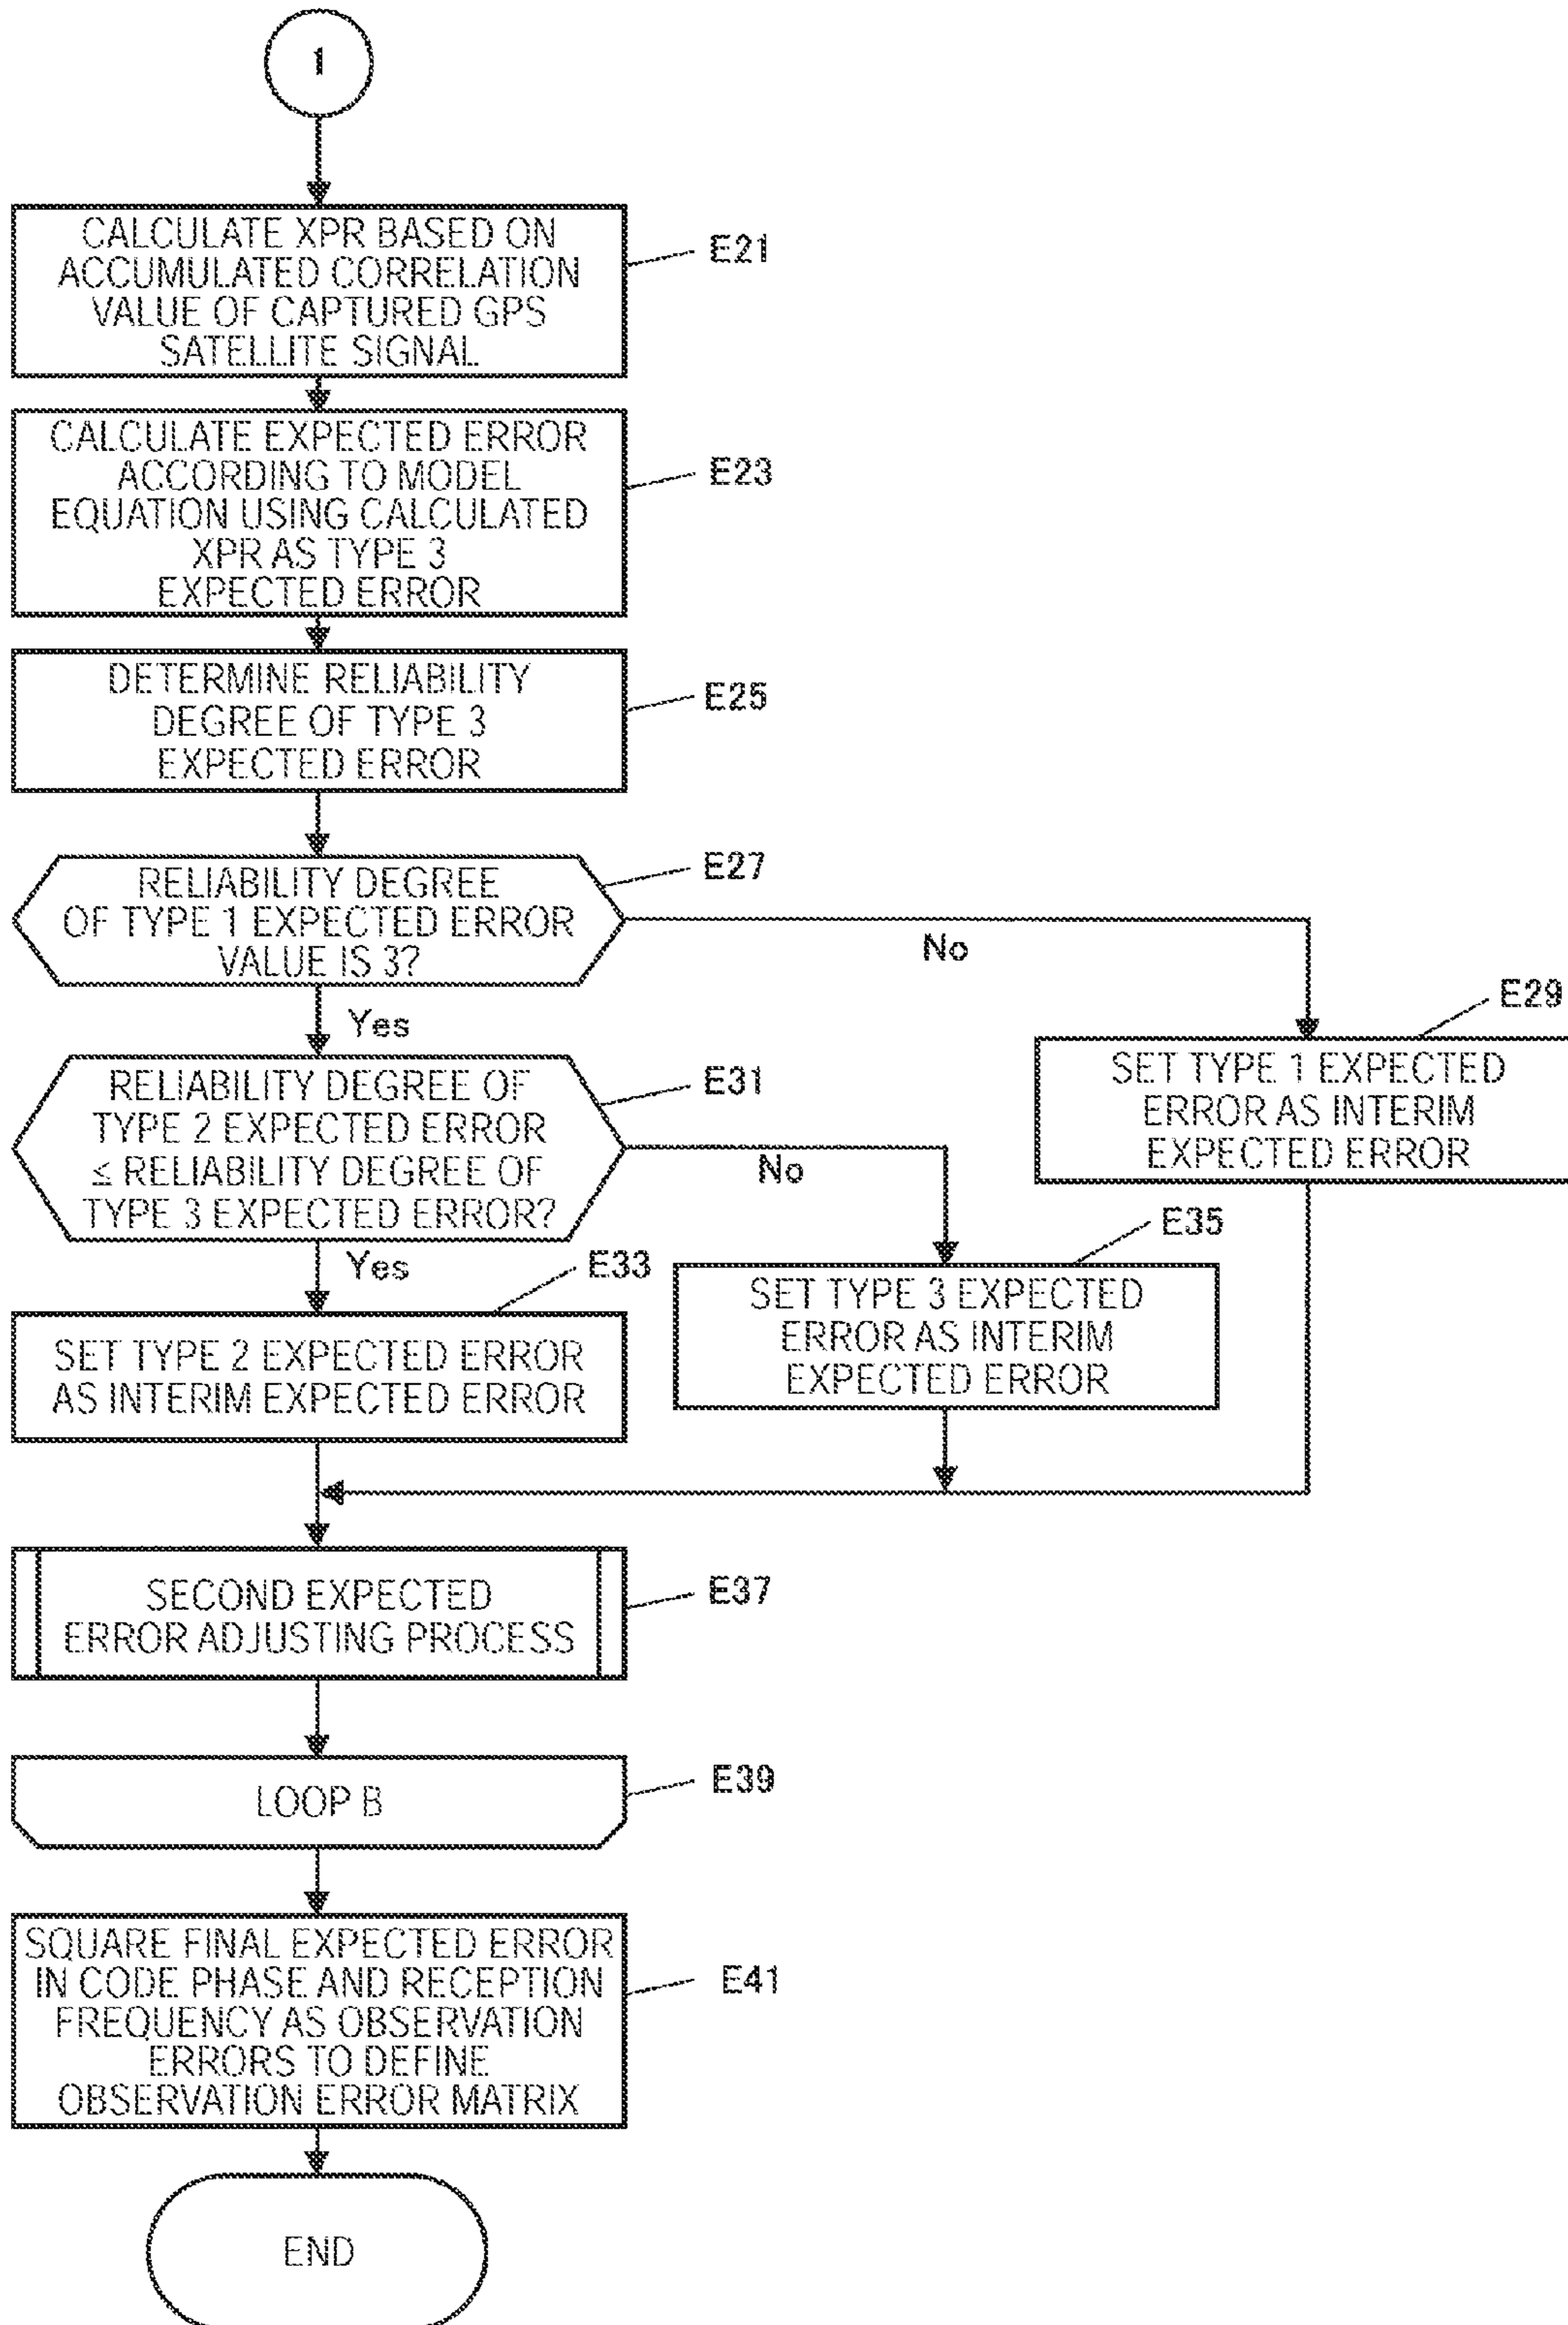 1
CALCULATE XPR BASED ON
ACCUMULATED CORRELATION
VALUE OF CAPTURED GPS
SATELLITE SIGNAL
E21
CALCULATE EXPECTED ERROR
ACCORDING TO MODEL
EQUATION USING CALCULATED
XPR AS TYPE 3
EXPECTED ERROR
E23
DETERMINE RELIABILITY
DEGREE OF TYPE 3
EXPECTED ERROR
E25
RELIABILITY DEGREE
OF TYPE 1 EXPECTED ERROR
VALUE IS 3?
E27
No
Yes
E29
SET TYPE 1 EXPECTED
ERROR AS INTERIM
EXPECTED ERROR
RELIABILITY DEGREE OF
TYPE 2 EXPECTED ERROR
≤ RELIABILITY DEGREE OF
TYPE 3 EXPECTED ERROR?
E31
No
Yes
E33
SET TYPE 2 EXPECTED ERROR
AS INTERIM EXPECTED ERROR
E35
SET TYPE 3 EXPECTED
ERROR AS INTERIM
EXPECTED ERROR
SECOND EXPECTED
ERROR ADJUSTING PROCESS
E37
LOOP B
E39
SQUARE FINAL EXPECTED ERROR
IN CODE PHASE AND RECEPTION
FREQUENCY AS OBSERVATION
ERRORS TO DEFINE
OBSERVATION ERROR MATRIX
E41
END